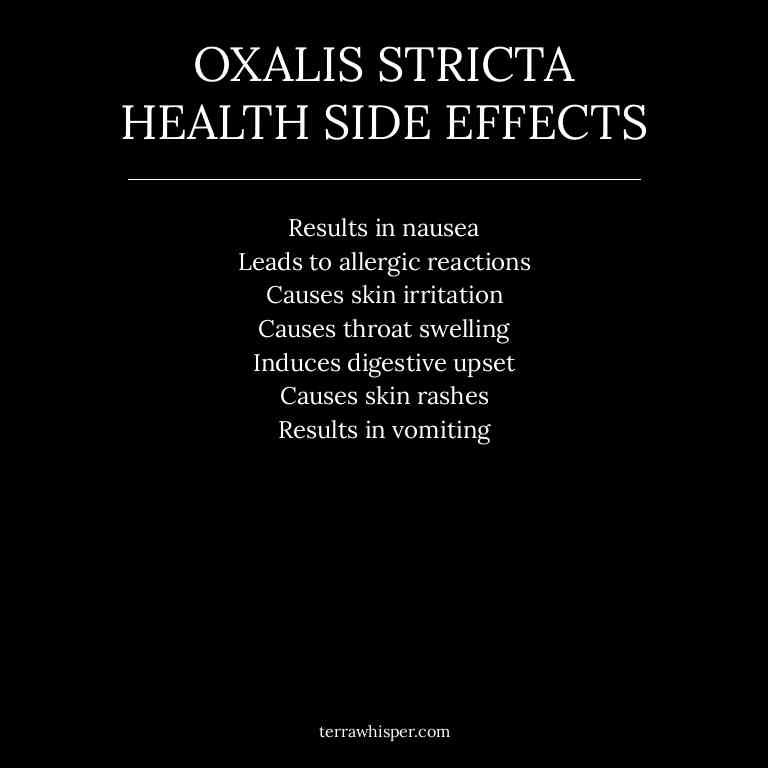 OXALIS STRICTA
HEALTH SIDE EFFECTS
Results in nausea
Leads to allergic reactions
Causes skin irritation
Causes throat swelling
Induces digestive upset
Causes skin rashes
Results in vomiting
terrawhisper.com